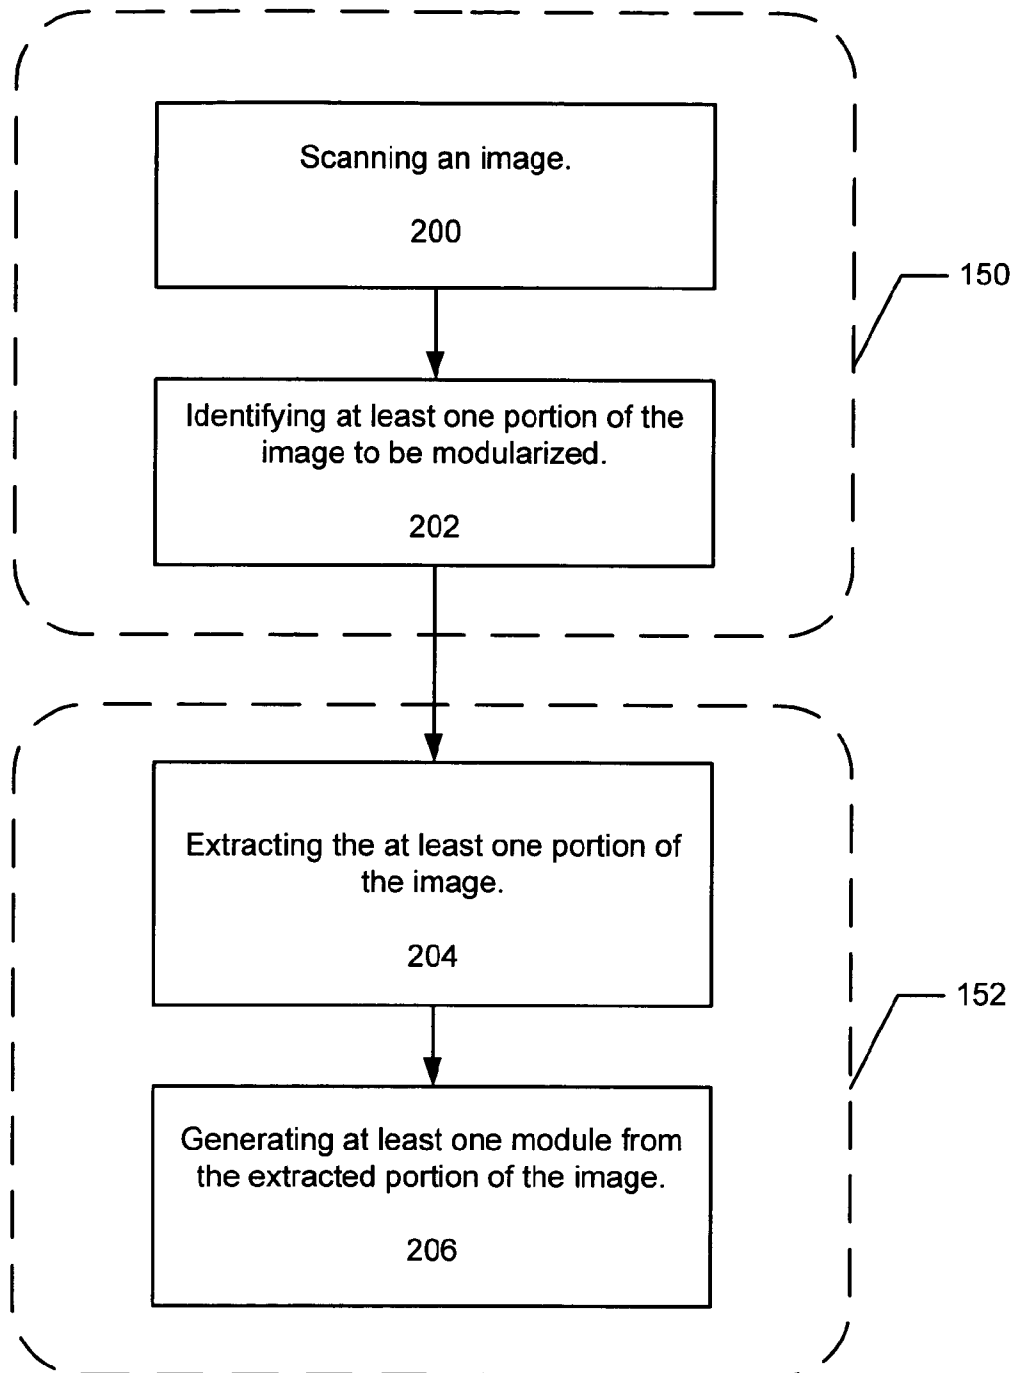 Scanning an image.
200
150
Identifying at least one portion of the
image to be modularized.
202
Extracting the at least one portion of
the image.
204
152
Generating at least one module from
the extracted portion of the image.
206